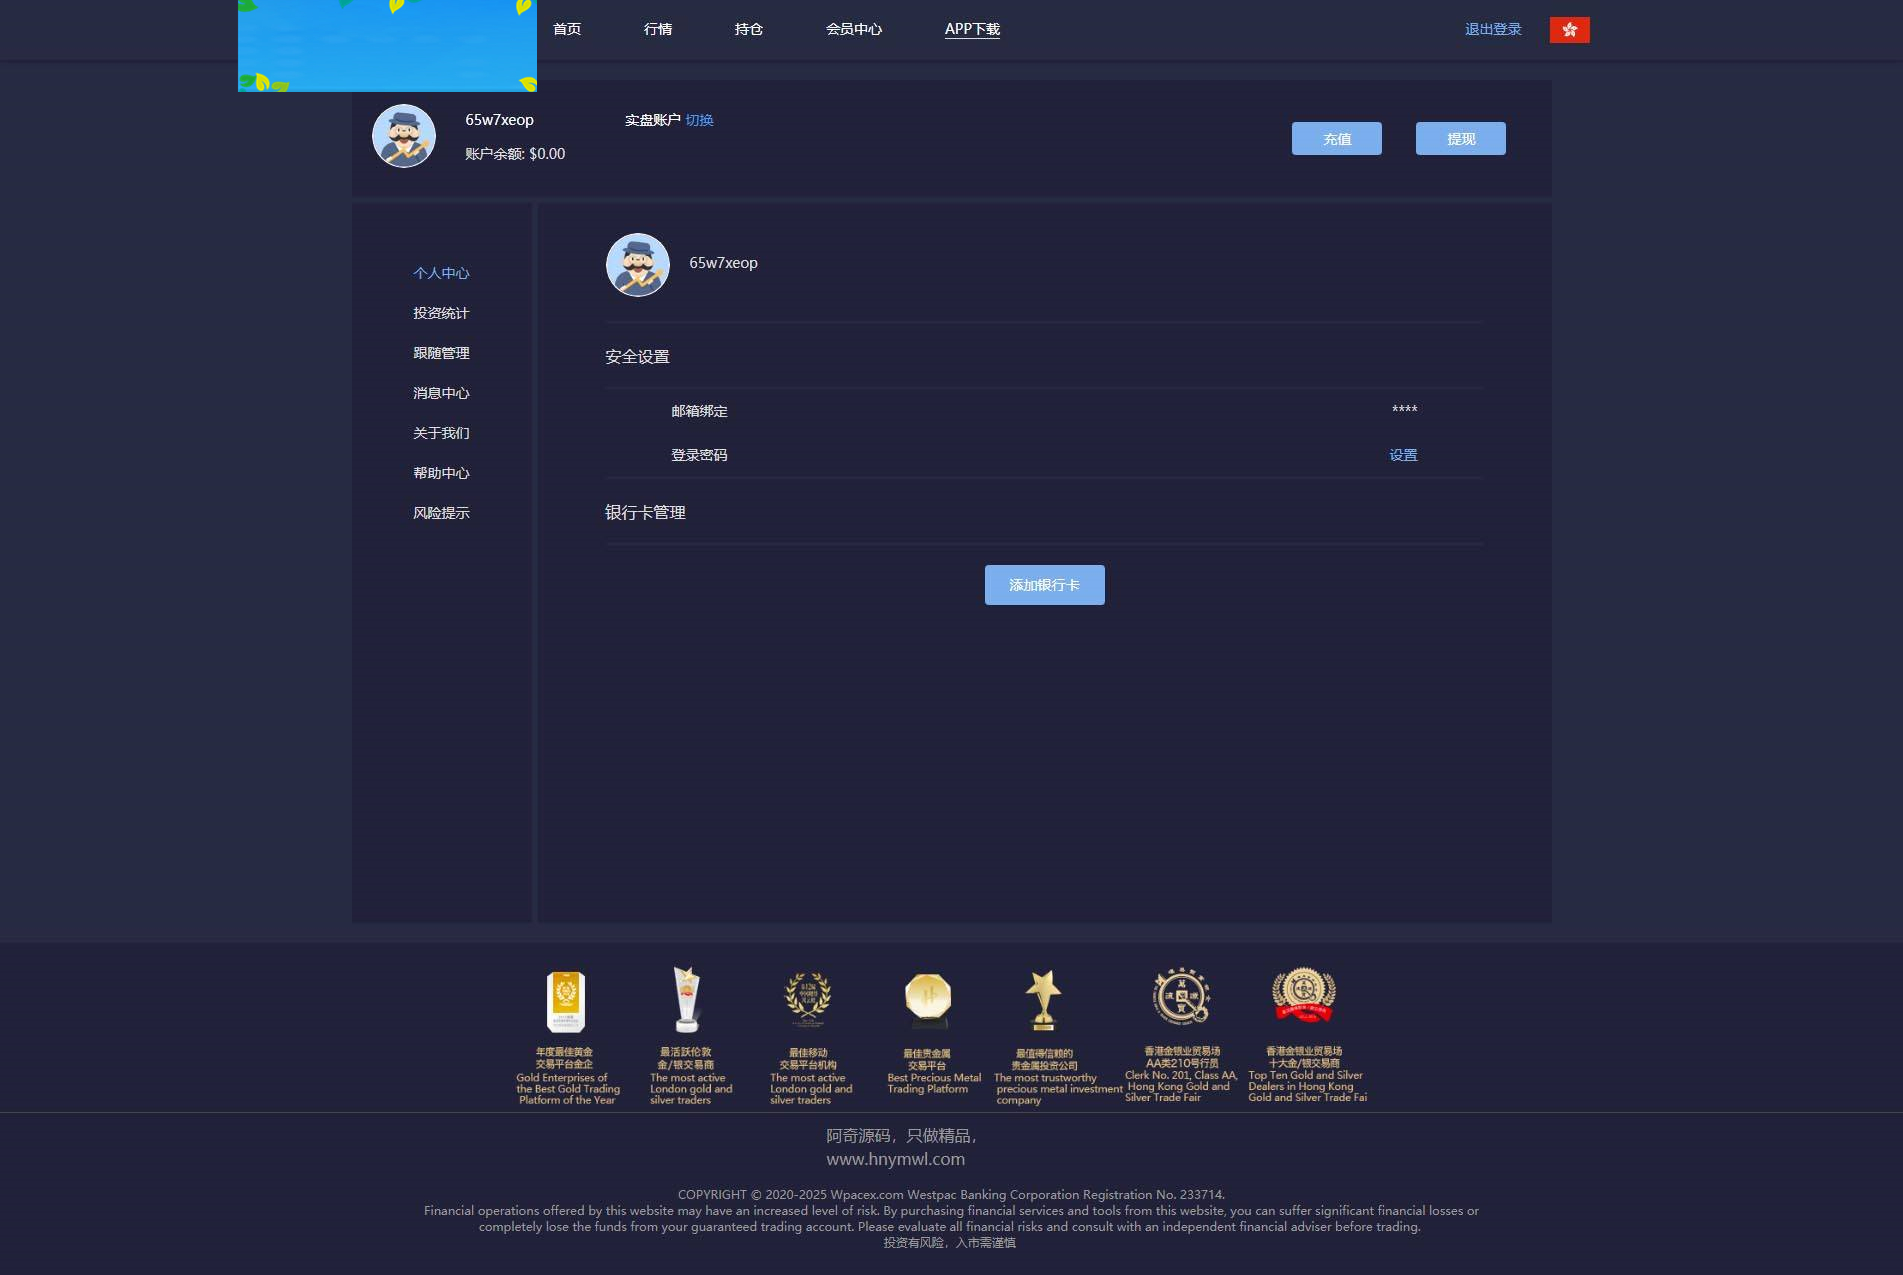 首页 行情 持仓 会员中心 APP下载 退出登录
65w7xeop 实盘账户 切换
账户余额: $0.00
充值 提现
个人中心
投资统计
跟随管理
消息中心
关于我们
帮助中心
风险提示
65w7xeop
安全设置
邮箱绑定 ****
登录密码 设置
银行卡管理
添加银行卡
年度最佳黄金
交易平台金企
Gold Enterprises of
the Best Gold Trading
Platform of the Year
最活跃伦敦
金/银交易商
The most active
London gold and
silver traders
最佳移动
交易平台机构
The most active
London gold and
silver traders
最佳贵金属
交易平台
Best Precious Metal
Trading Platform
最值得信赖的
贵金属投资公司
The most trustworthy
precious metal investment
company
香港金银业贸易场
AA类210号行员
Clerk No. 201, Class AA,
Hong Kong Gold and
Silver Trade Fair
香港金银业贸易场
十大金/银交易商
Top Ten Gold and Silver
Dealers in Hong Kong
Gold and Silver Trade Fai
阿奇源码，只做精品，
www.hnymwl.com
COPYRIGHT © 2020-2025 Wpacex.com Westpac Banking Corporation Registration No. 233714.
Financial operations offered by this website may have an increased level of risk. By purchasing financial services and tools from this website, you can suffer significant financial losses or
completely lose the funds from your guaranteed trading account. Please evaluate all financial risks and consult with an independent financial adviser before trading.
投资有风险，入市需谨慎